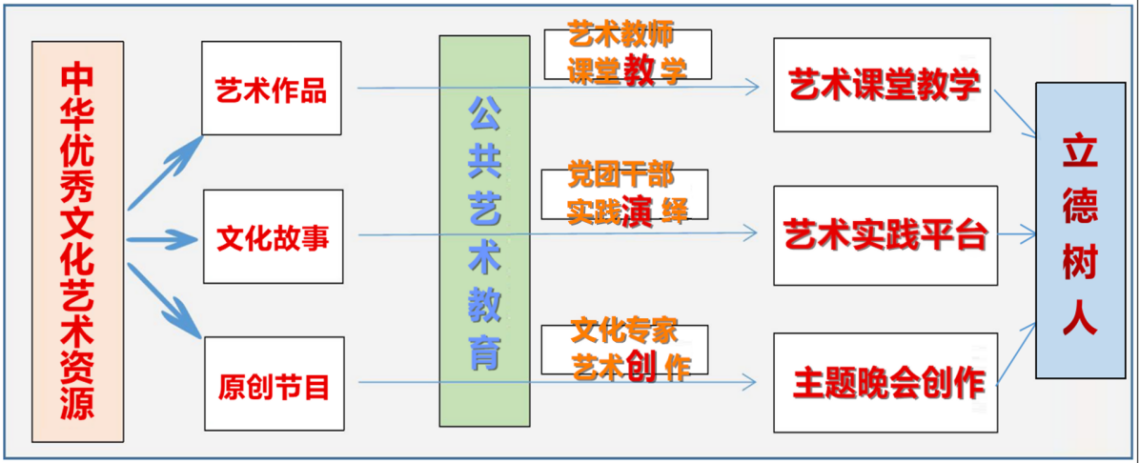 中华优秀文化艺术资源
艺术作品
文化故事
原创节目
公共艺术教育
艺术教师
课堂教学
党团干部
实践演绎
文化专家
艺术创作
艺术课堂教学
艺术实践平台
主题晚会创作
立德树人